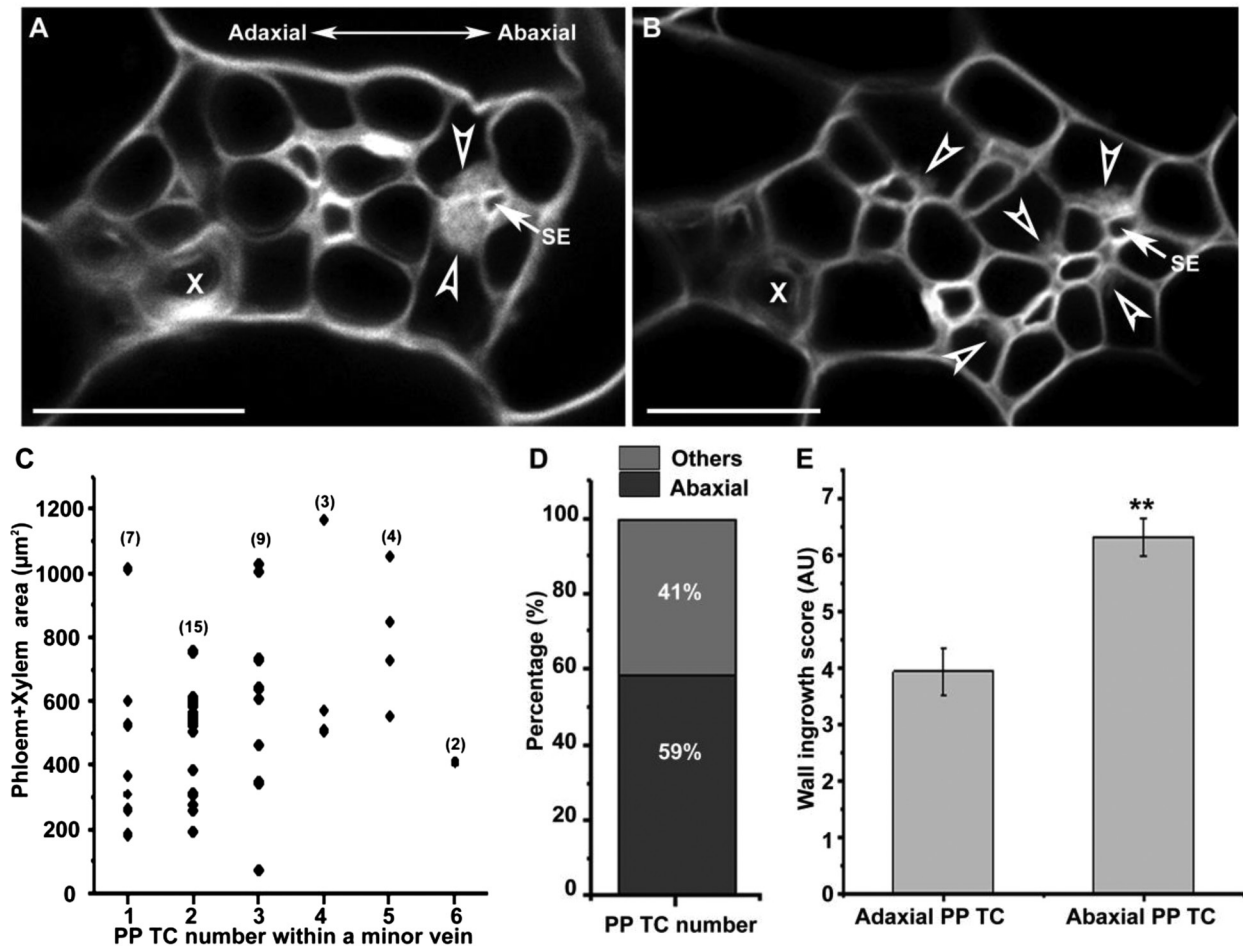 A
Adaxial
Abaxial
SE
X
B
SE
X
C
Phloem+Xylem area (µm²)
1200
1000
800
600
400
200
0
(7)
(15)
(9)
(3)
(4)
(2)
1 2 3 4 5 6
PP TC number within a minor vein
D
Others
Abaxial
Percentage (%)
100
80
60
40
20
0
41%
59%
PP TC number
E
Wall ingrowth score (AU)
7
6
5
4
3
2
1
0
**
Adaxial PP TC
Abaxial PP TC